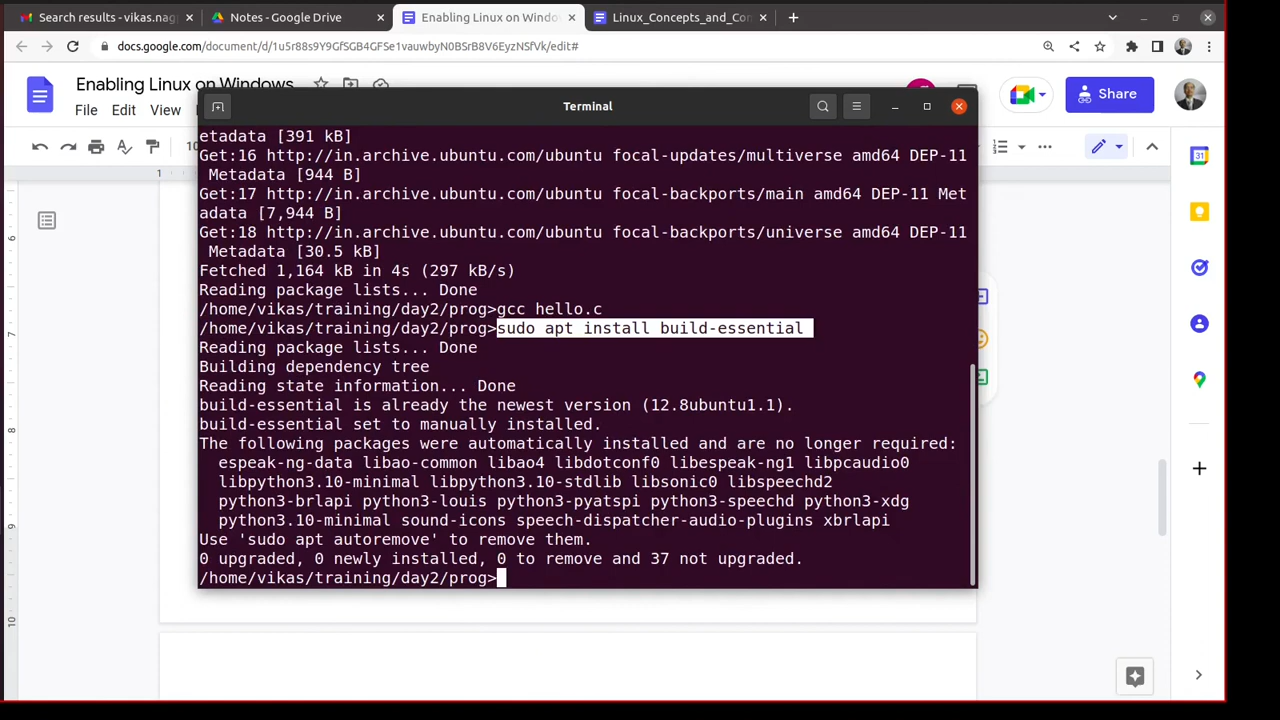 Search results - vikas.nag
Notes - Google Drive
Enabling Linux on Windo
Linux_Concepts_and_Con
docs.google.com/document/d/1u5r88s9Y9GfSGB4GFSe1vauwbyN0BSrB8V6EyzNSfVk/edit#
Enabling Linux on Windows
File Edit View
Share
Terminal
etadata [391 kB]
Get:16 http://in.archive.ubuntu.com/ubuntu focal-updates/multiverse amd64 DEP-11
Metadata [944 B]
Get:17 http://in.archive.ubuntu.com/ubuntu focal-backports/main amd64 DEP-11 Met
adata [7,944 B]
Get:18 http://in.archive.ubuntu.com/ubuntu focal-backports/universe amd64 DEP-11
Metadata [30.5 kB]
Fetched 1,164 kB in 4s (297 kB/s)
Reading package lists... Done
/home/vikas/training/day2/prog>gcc hello.c
/home/vikas/training/day2/prog>sudo apt install build-essential
Reading package lists... Done
Building dependency tree
Reading state information... Done
build-essential is already the newest version (12.8ubuntu1.1).
build-essential set to manually installed.
The following packages were automatically installed and are no longer required:
espeak-ng-data libao-common libao4 libdotconf0 libespeak-ng1 libpcaudio0
libpython3.10-minimal libpython3.10-stdlib libsonic0 libspeechd2
python3-brlapi python3-louis python3-pyatspi python3-speechd python3-xdg
python3.10-minimal sound-icons speech-dispatcher-audio-plugins xbrlapi
Use 'sudo apt autoremove' to remove them.
0 upgraded, 0 newly installed, 0 to remove and 37 not upgraded.
/home/vikas/training/day2/prog>
1
6
7
8
9
10
31